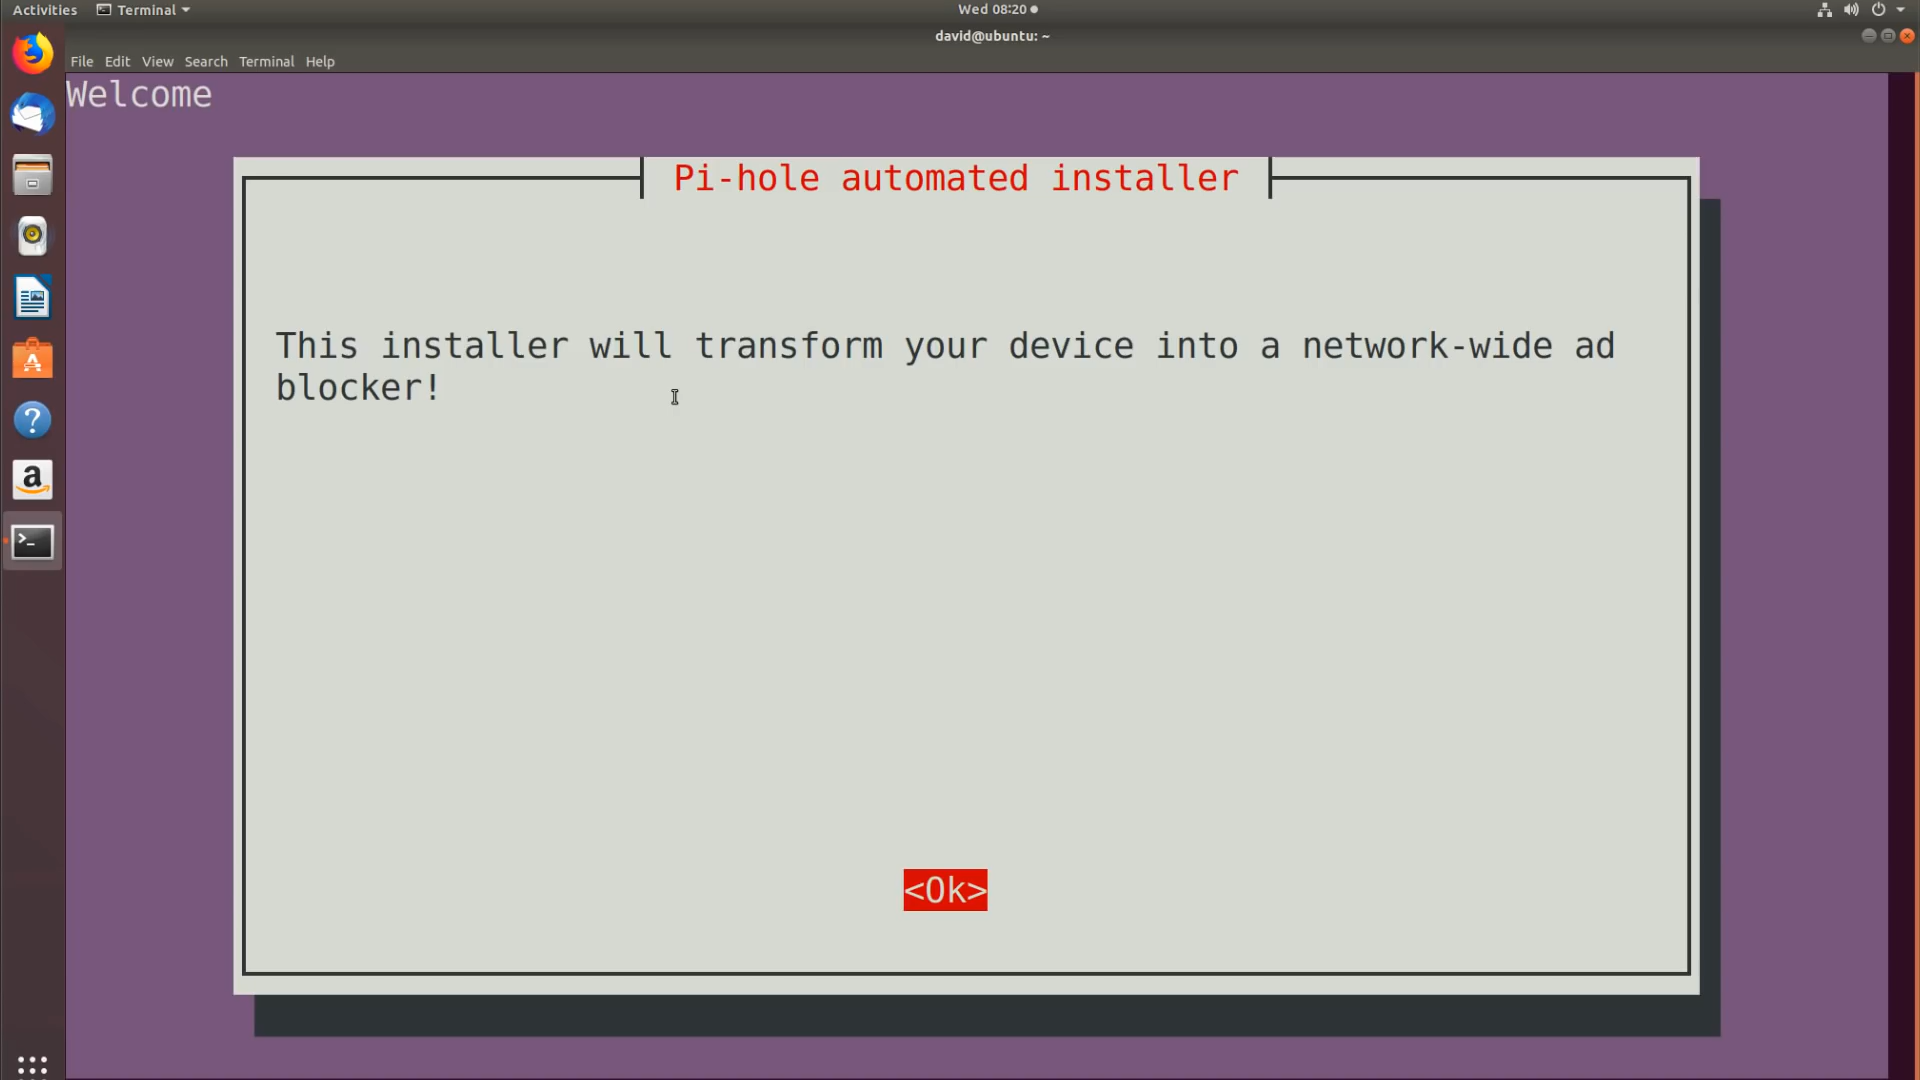 Activities Terminal Wed 08:20
david@ubuntu: ~
File Edit View Search Terminal Help
Welcome
Pi-hole automated installer
This installer will transform your device into a network-wide ad
blocker!
<Ok>